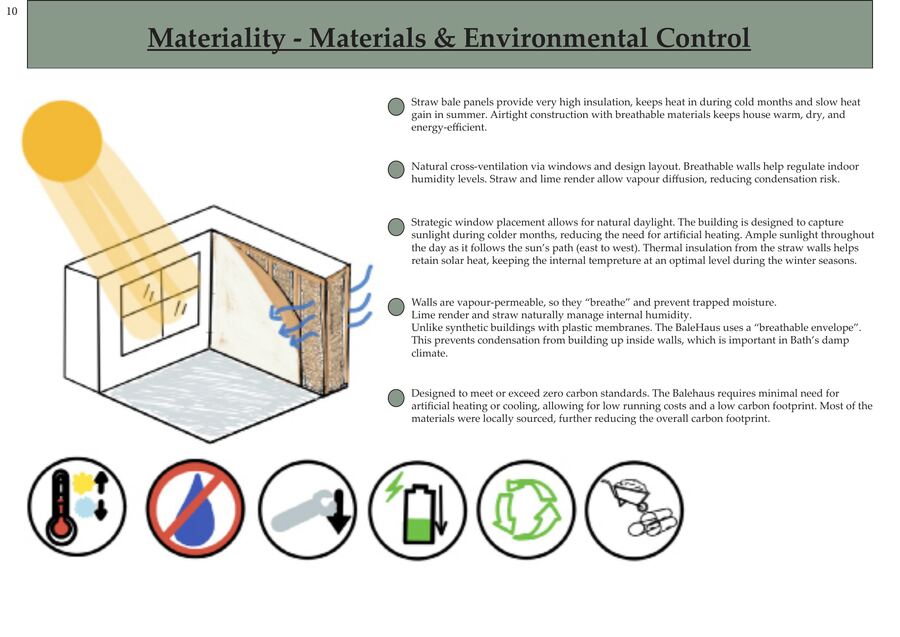 10
Materiality - Materials & Environmental Control
Straw bale panels provide very high insulation, keeps heat in during cold months and slow heat
gain in summer. Airtight construction with breathable materials keeps house warm, dry, and
energy-efficient.
Natural cross-ventilation via windows and design layout. Breathable walls help regulate indoor
humidity levels. Straw and lime render allow vapour diffusion, reducing condensation risk.
Strategic window placement allows for natural daylight. The building is designed to capture
sunlight during colder months, reducing the need for artificial heating. Ample sunlight throughout
the day as it follows the sun's path (east to west). Thermal insulation from the straw walls helps
retain solar heat, keeping the internal tempreture at an optimal level during the winter seasons.
Walls are vapour-permeable, so they "breathe" and prevent trapped moisture.
Lime render and straw naturally manage internal humidity.
Unlike synthetic buildings with plastic membranes. The BaleHaus uses a "breathable envelope".
This prevents condensation from building up inside walls, which is important in Bath's damp
climate.
Designed to meet or exceed zero carbon standards. The Balehaus requires minimal need for
artificial heating or cooling, allowing for low running costs and a low carbon footprint. Most of the
materials were locally sourced, further reducing the overall carbon footprint.